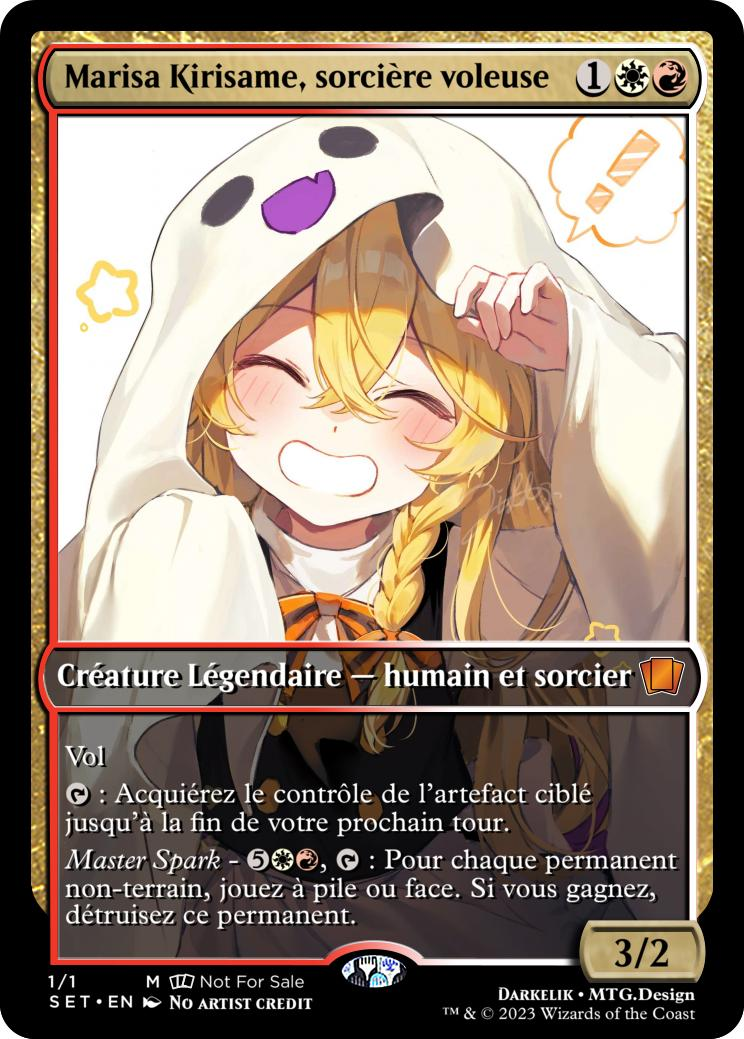 Marisa Kirisame, sorcière voleuse 1
Créature Légendaire — humain et sorcier
Vol
: Acquiérez le contrôle de l'artefact ciblé
jusqu'à la fin de votre prochain tour.
Master Spark - 5, : Pour chaque permanent
non-terrain, jouez à pile ou face. Si vous gagnez,
détruisez ce permanent.
3/2
1/1 M Not For Sale
SET • EN No artist credit
Darkelik • MTG.Design
™ & © 2023 Wizards of the Coast